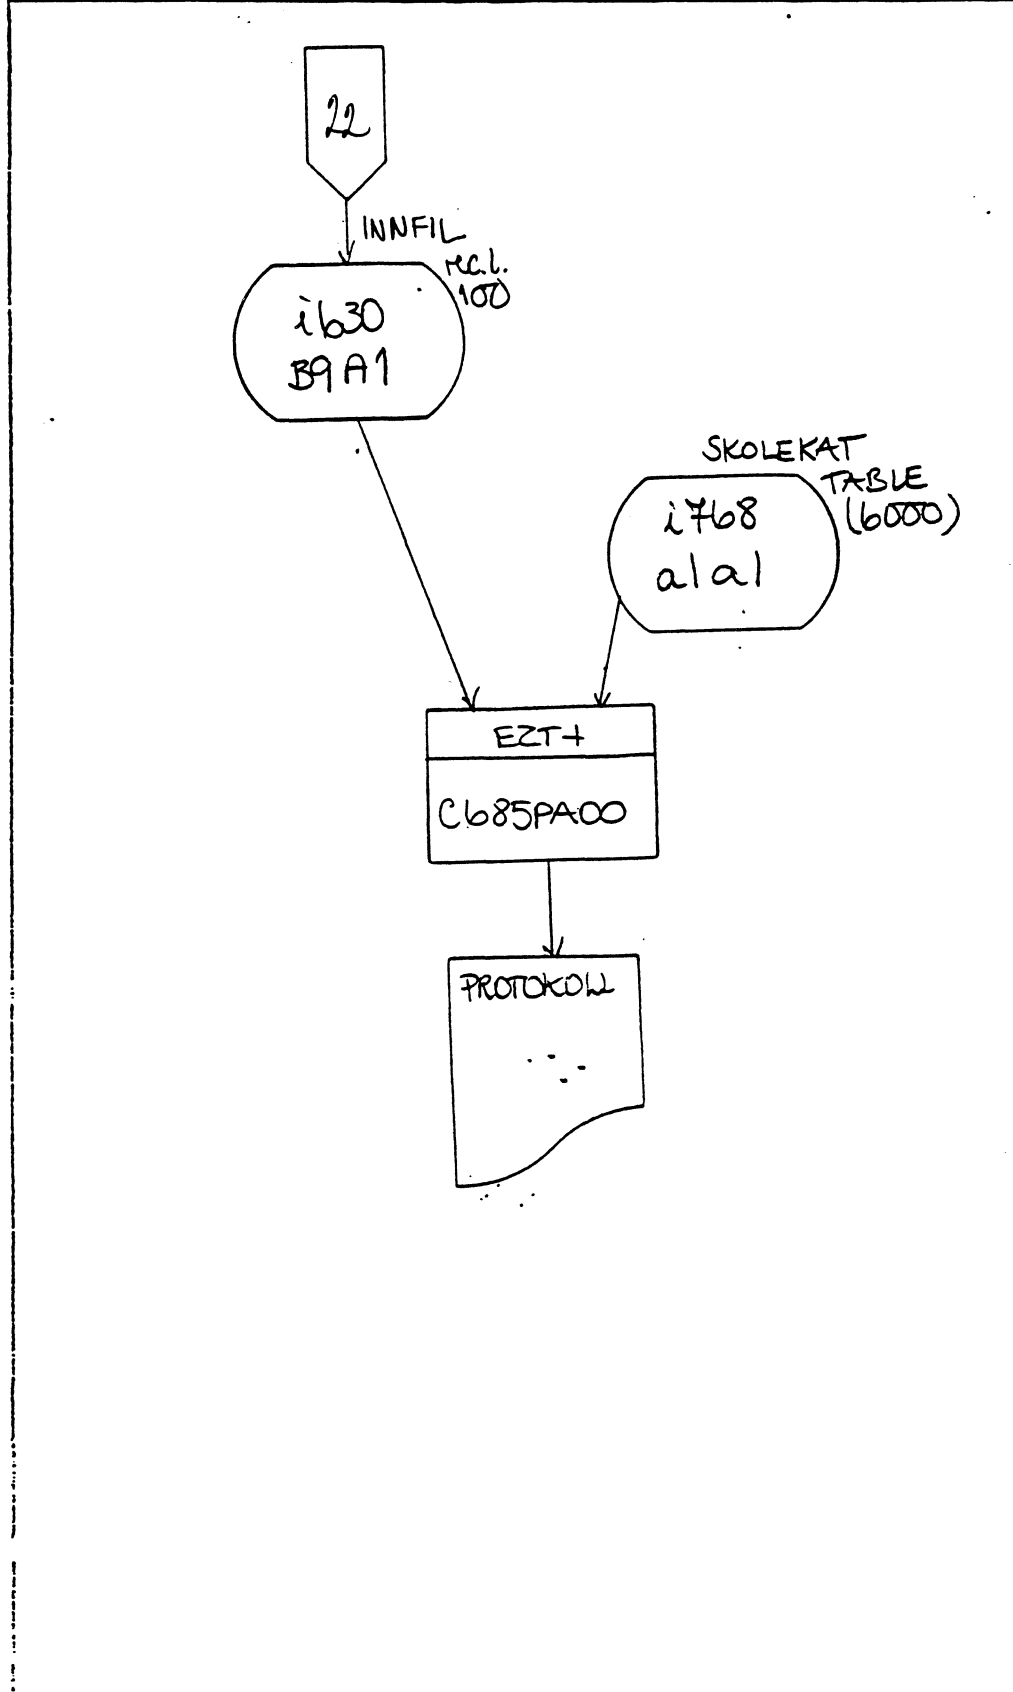 22
INNFIL
rec.l.
100
i630
B9A1
SKOLEKAT
TABLE
(6000)
i768
a1a1
EZT+
C685PA00
PROTOKOLL